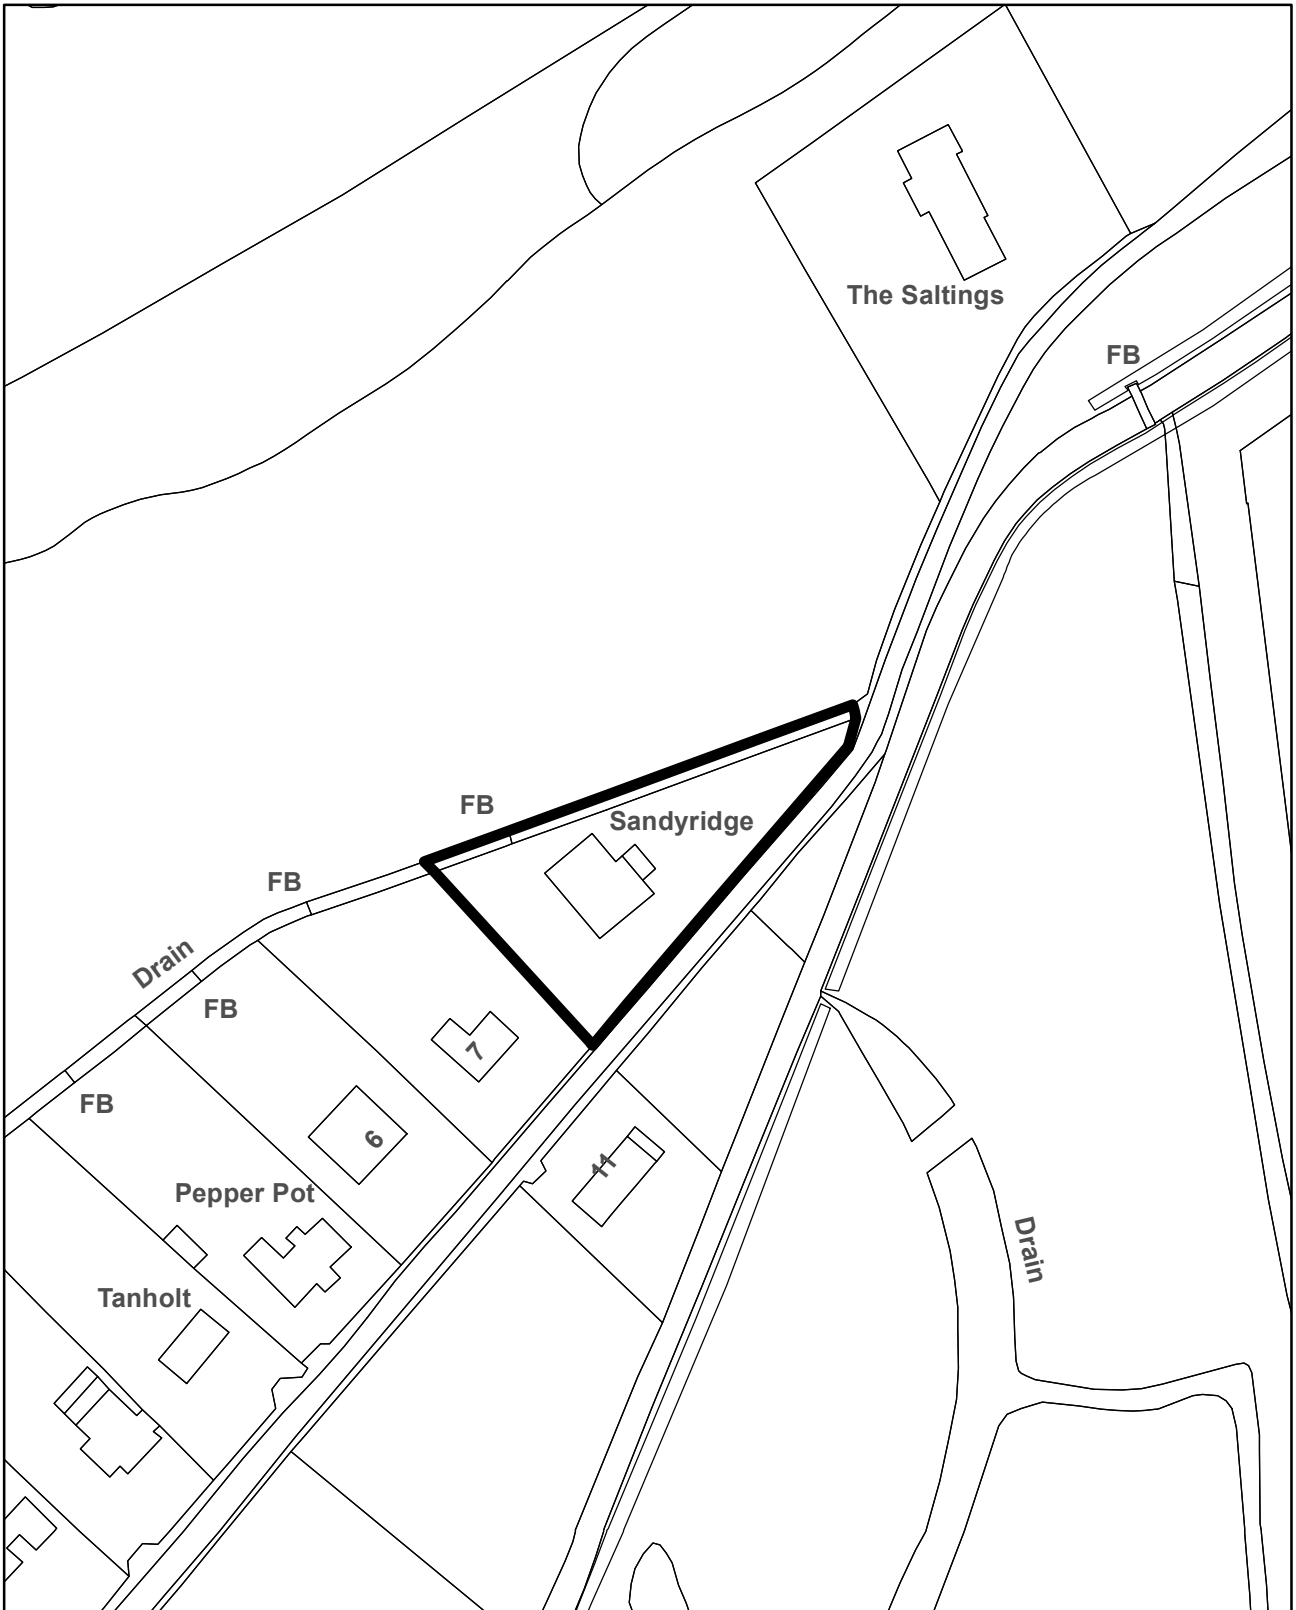 The Saltings
FB
FB
Sandyridge
FB
Drain
FB
7
FB
6
11
Pepper Pot
Drain
Tanholt